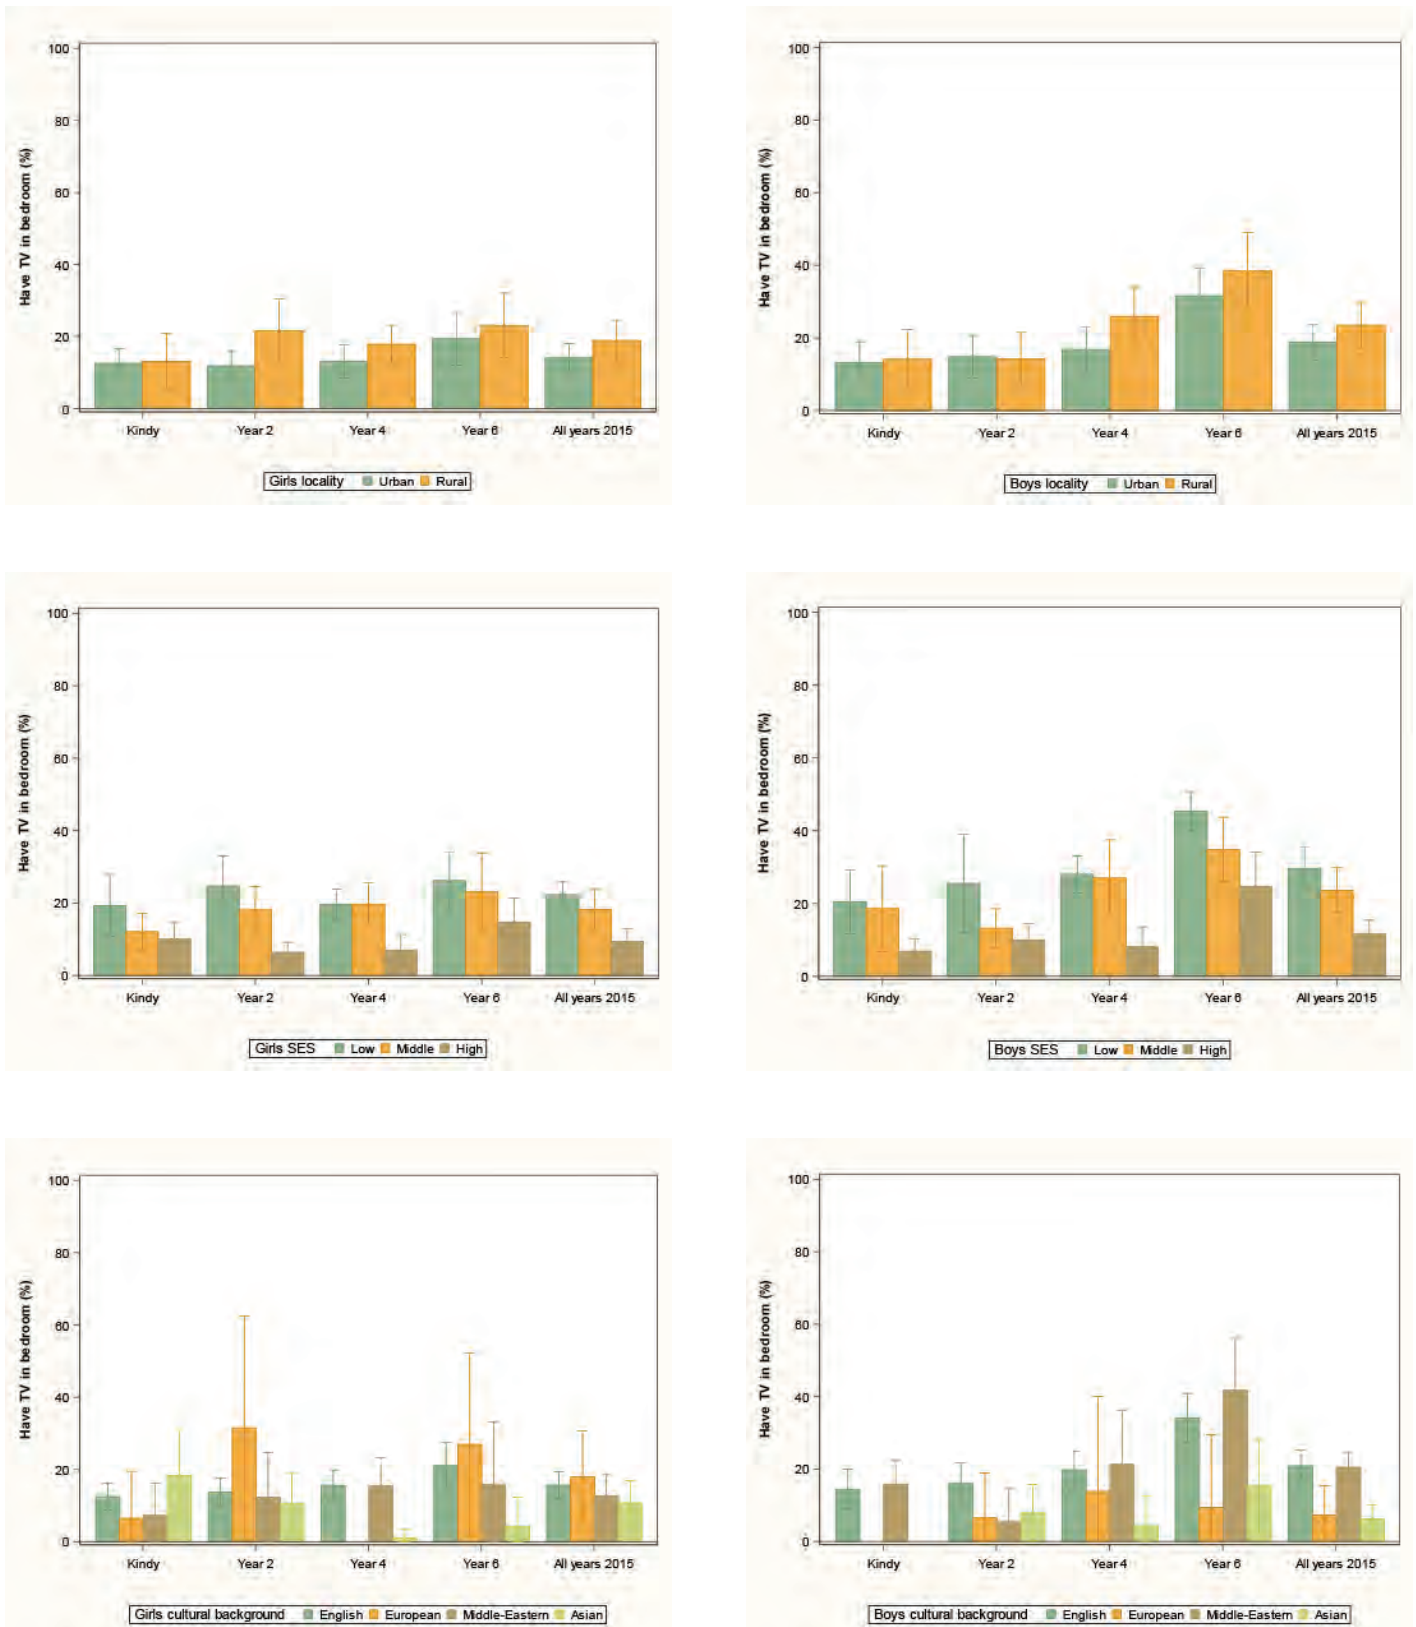 Have TV in bedroom (%)
100
80
60
40
20
0
Kindy Year 2 Year 4 Year 6 All years 2015
Girls locality Urban Rural
Have TV in bedroom (%)
100
80
60
40
20
0
Kindy Year 2 Year 4 Year 6 All years 2015
Boys locality Urban Rural
Have TV in bedroom (%)
100
80
60
40
20
0
Kindy Year 2 Year 4 Year 6 All years 2015
Girls SES Low Middle High
Have TV in bedroom (%)
100
80
60
40
20
0
Kindy Year 2 Year 4 Year 6 All years 2015
Boys SES Low Middle High
Have TV in bedroom (%)
100
80
60
40
20
0
Kindy Year 2 Year 4 Year 6 All years 2015
Girls cultural background English European Middle-Eastern Asian
Have TV in bedroom (%)
100
80
60
40
20
0
Kindy Year 2 Year 4 Year 6 All years 2015
Boys cultural background English European Middle-Eastern Asian